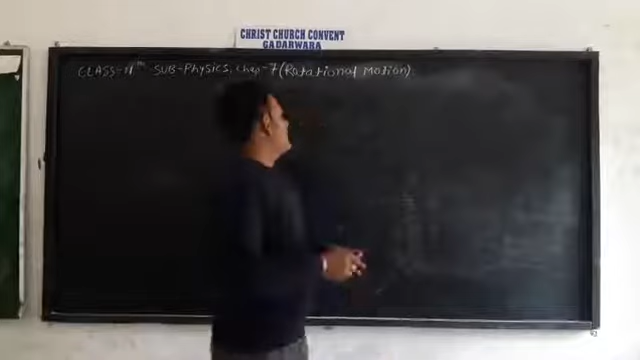 CHRIST CHURCH CONVENT
GADARWARA
CLASS-11th SUB-Physics, chap-7 (Rotational Motion)